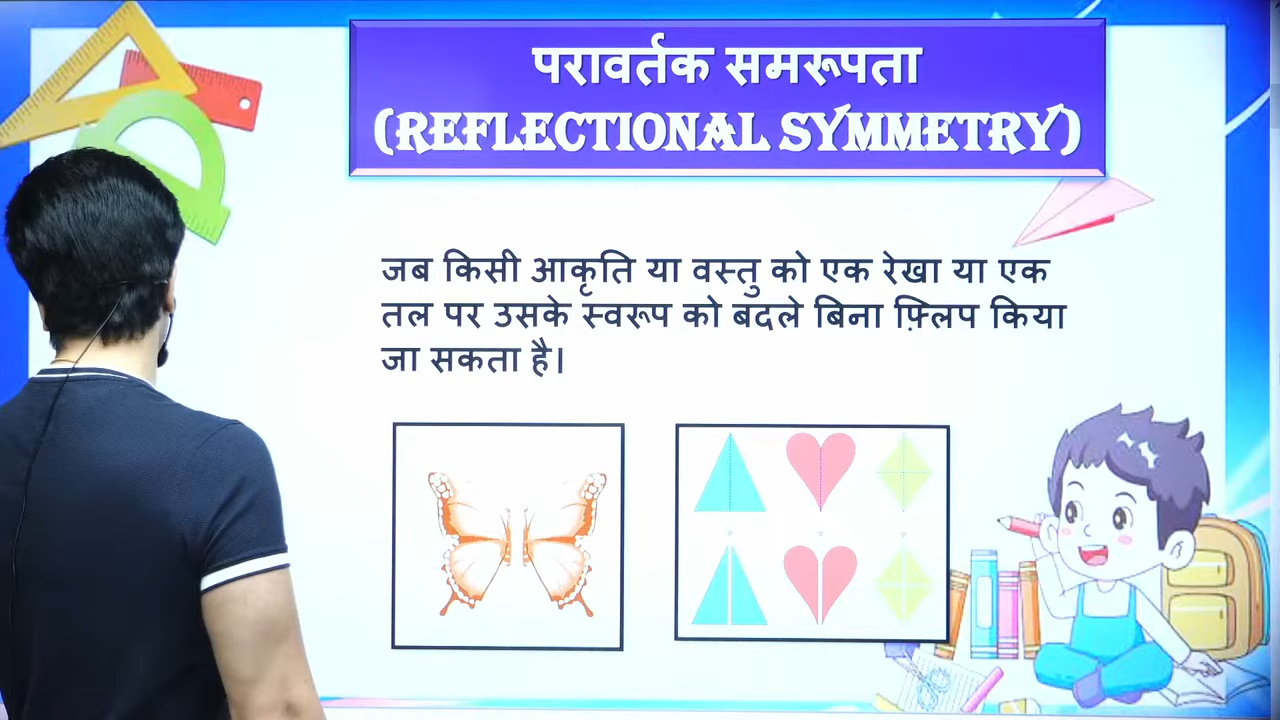 परावर्तक समरूपता
(REFLECTIONAL SYMMETRY)
जब किसी आकृति या वस्तु को एक रेखा या एक
तल पर उसके स्वरूप को बदले बिना फ़्लिप किया
जा सकता है।